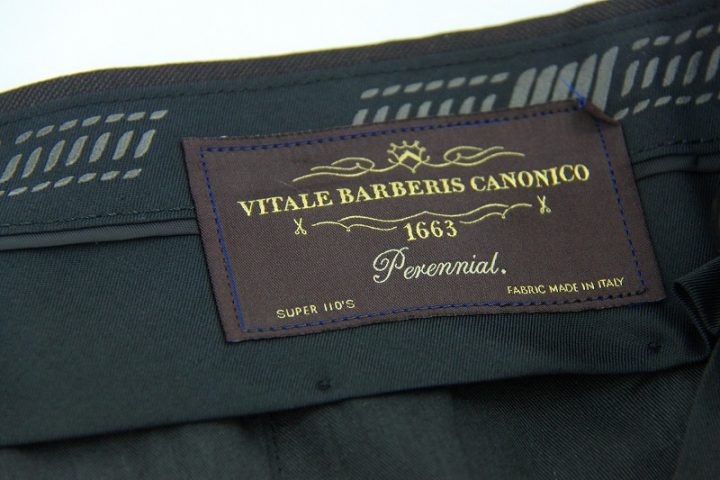 VITALE BARBERIS CANONICO
1663
Perennial.
SUPER 110'S
FABRIC MADE IN ITALY